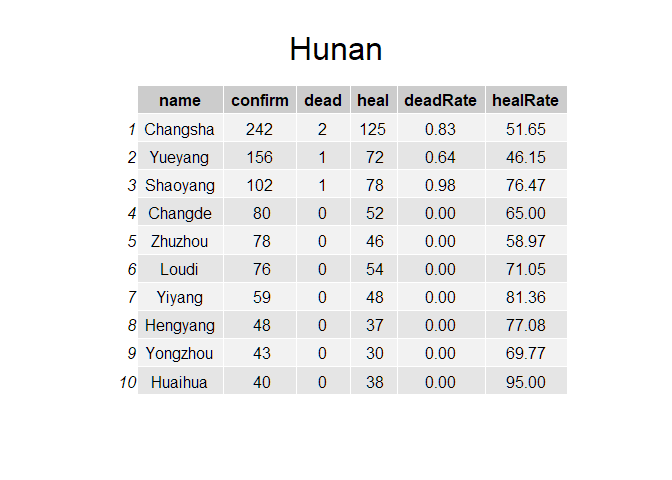 Hunan
name confirm dead heal deadRate healRate
1 Changsha 242 2 125 0.83 51.65
2 Yueyang 156 1 72 0.64 46.15
3 Shaoyang 102 1 78 0.98 76.47
4 Changde 80 0 52 0.00 65.00
5 Zhuzhou 78 0 46 0.00 58.97
6 Loudi 76 0 54 0.00 71.05
7 Yiyang 59 0 48 0.00 81.36
8 Hengyang 48 0 37 0.00 77.08
9 Yongzhou 43 0 30 0.00 69.77
10 Huaihua 40 0 38 0.00 95.00